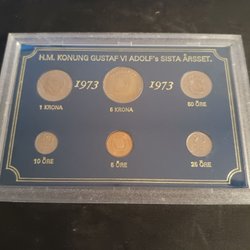 H.M. KONUNG GUSTAF VI ADOLF's SISTA ÅRSSET.
1973 1973
1 KRONA 5 KRONA 50 ÖRE
10 ÖRE 5 ÖRE 25 ÖRE